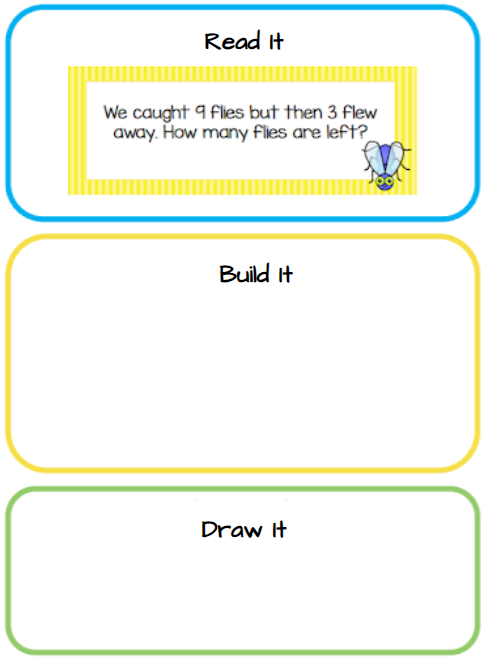 Read It
We caught 9 flies but then 3 flew
away. How many flies are left?
Build It
Draw It